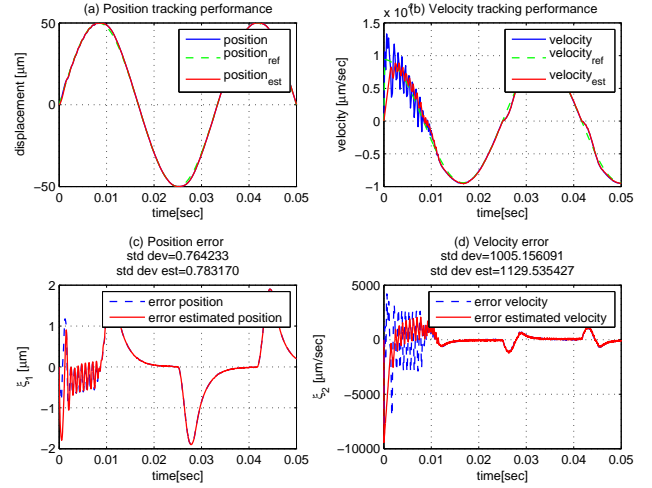 (a) Position tracking performance
displacement [µm]
50
0
−50
0 0.01 0.02 0.03 0.04 0.05
time[sec]
position
position_ref
position_est
(b) Velocity tracking performance
x 10
velocity [µm/sec]
1.5
1
0.5
0
−0.5
−1
0 0.01 0.02 0.03 0.04 0.05
time[sec]
velocity
velocity_ref
velocity_est
(c) Position error
std dev=0.764233
std dev est=0.783170
ξ_1 [µm]
2
1
0
−1
−2
0 0.01 0.02 0.03 0.04 0.05
time[sec]
error position
error estimated position
(d) Velocity error
std dev=1005.156091
std dev est=1129.535427
ξ_2 [µm/sec]
5000
0
−5000
−10000
0 0.01 0.02 0.03 0.04 0.05
time[sec]
error velocity
error estimated velocity